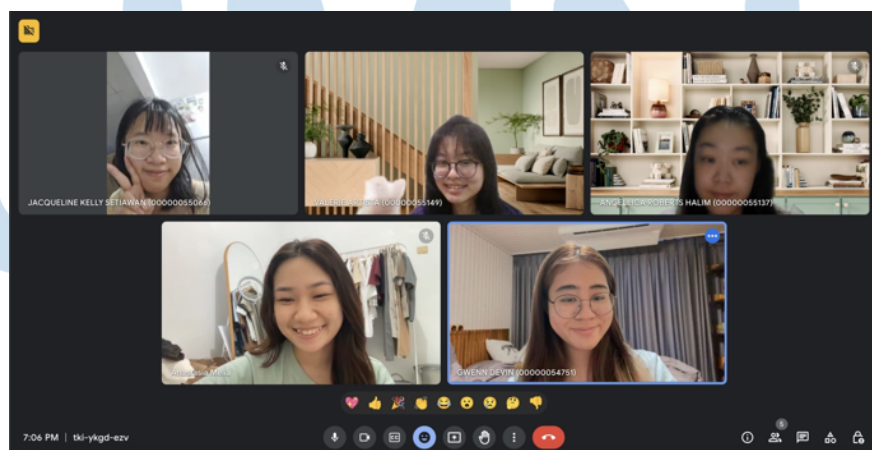 JACQUELINE KELLY SETIAWAN (00000055066)
(00000055149)
ANGELLICA ROBERTS HALIM (00000055137)
Anastasia
GWENN DEVIN (00000054751)
7:06 PM | tki-ykgd-ezv
5